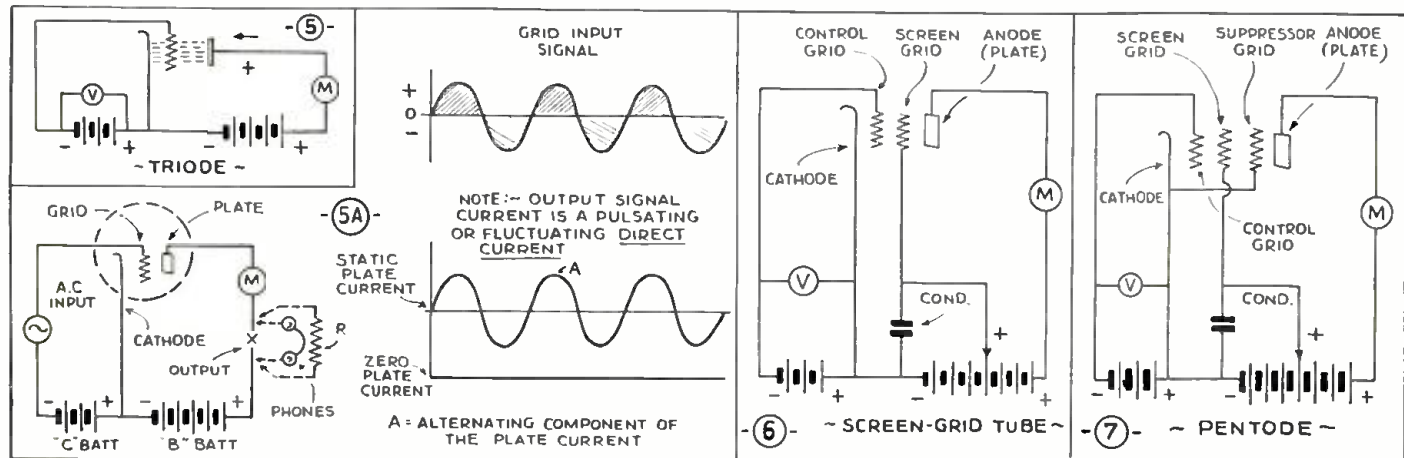 -5-
V
+
M
- + - +
~ TRIODE ~
-5A-
GRID
PLATE
A.C
INPUT
M
CATHODE
R
X
OUTPUT
PHONES
- + - +
"C" BATT
"B" BATT
GRID INPUT
SIGNAL
+
0
-
NOTE:~ OUTPUT SIGNAL
CURRENT IS A PULSATING
OR FLUCTUATING DIRECT
CURRENT
STATIC
PLATE
CURRENT
A
ZERO
PLATE
CURRENT
A = ALTERNATING COMPONENT OF
THE PLATE CURRENT
CONTROL
GRID
SCREEN
GRID
ANODE
(PLATE)
CATHODE
M
V
COND.
+
- + - +
-6-
~ SCREEN-GRID TUBE ~
SCREEN
GRID
SUPPRESSOR
GRID
ANODE
(PLATE)
CATHODE
CONTROL
GRID
M
V
COND.
+
- + - +
-7-
~ PENTODE ~